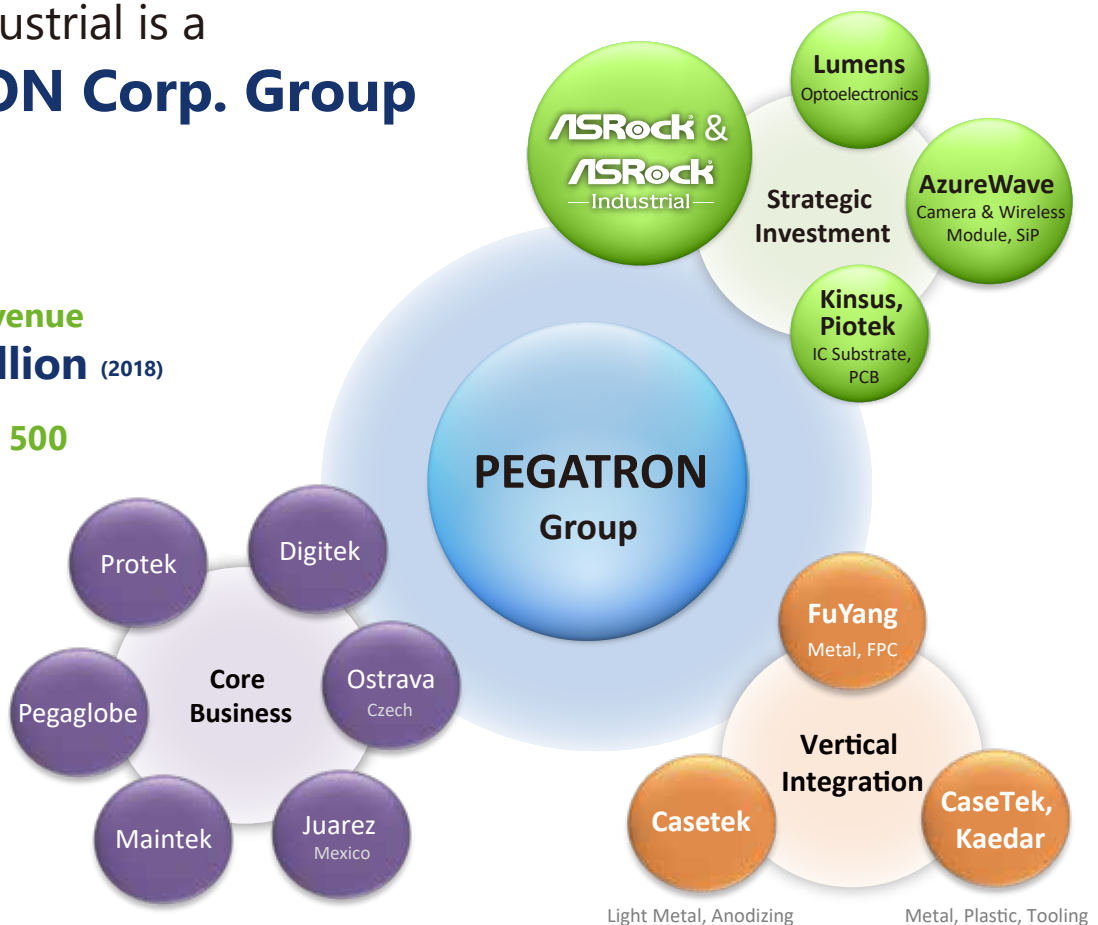 ustrial is a
ON Corp. Group
venue
llion (2018)
500
ASRock &
ASRock
Industrial
Lumens
Optoelectronics
Strategic
Investment
AzureWave
Camera & Wireless
Module, SiP
Kinsus,
Piotek
IC Substrate,
PCB
PEGATRON
Group
Protek
Digitek
Pegaglobe
Core
Business
Ostrava
Czech
Maintek
Juarez
Mexico
FuYang
Metal, FPC
Vertical
Integration
Casetek
Light Metal, Anodizing
CaseTek,
Kaedar
Metal, Plastic, Tooling